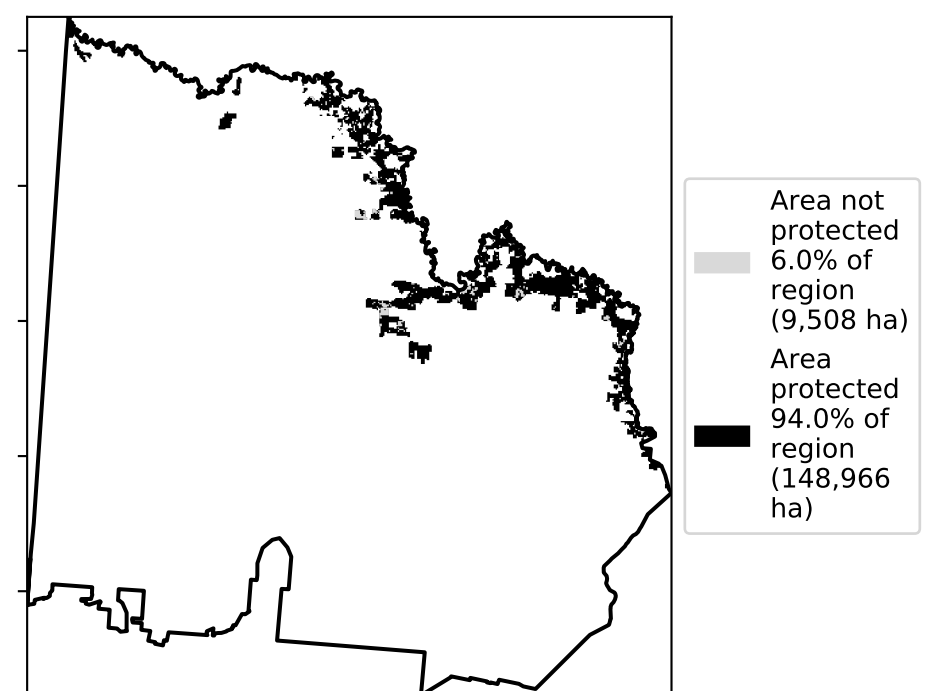 Area not
protected
6.0% of
region
(9,508 ha)
Area
protected
94.0% of
region
(148,966
ha)